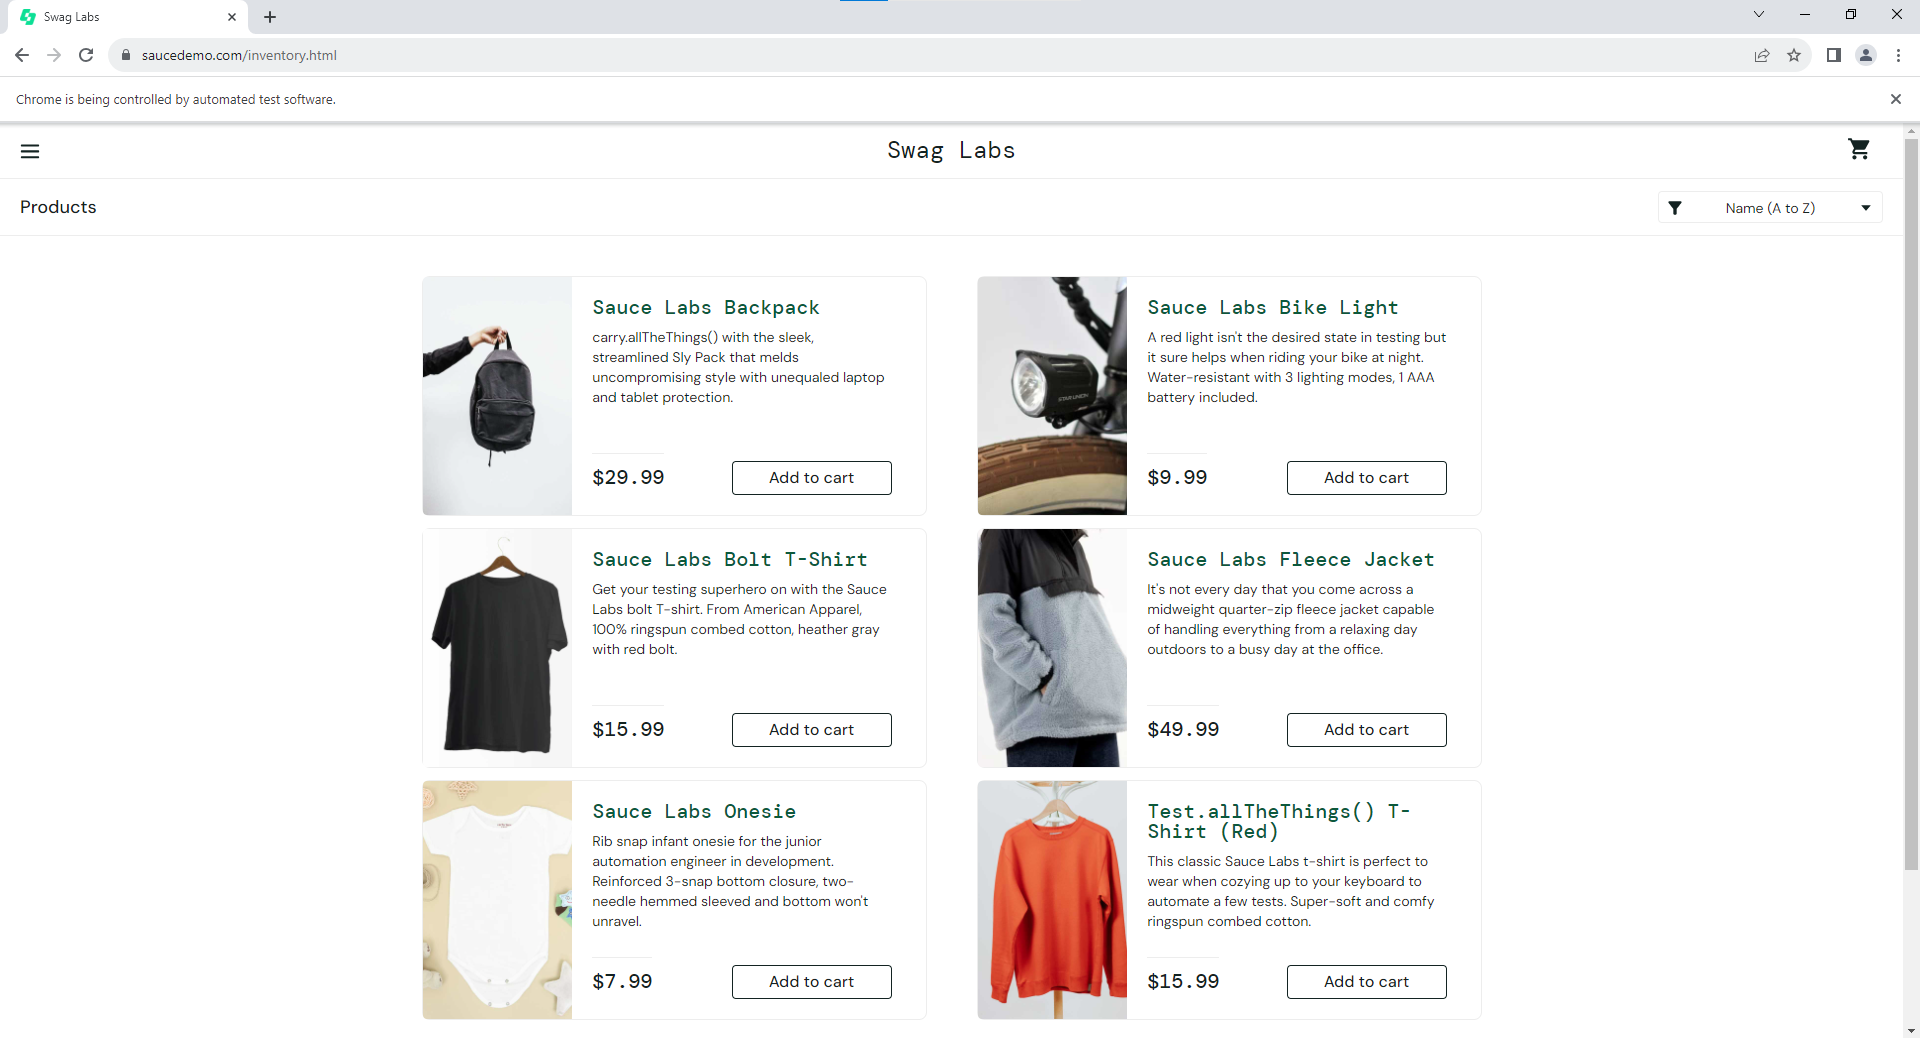 Swag Labs
saucedemo.com/inventory.html
Chrome is being controlled by automated test software.
Swag Labs
Products
Name (A to Z)
Sauce Labs Backpack
carry.allTheThings() with the sleek,
streamlined Sly Pack that melds
uncompromising style with unequaled laptop
and tablet protection.
$29.99
Add to cart
Sauce Labs Bike Light
A red light isn't the desired state in testing but
it sure helps when riding your bike at night.
Water-resistant with 3 lighting modes, 1 AAA
battery included.
STAR UNION
$9.99
Add to cart
Sauce Labs Bolt T-Shirt
Get your testing superhero on with the Sauce
Labs bolt T-shirt. From American Apparel,
100% ringspun combed cotton, heather gray
with red bolt.
$15.99
Add to cart
Sauce Labs Fleece Jacket
It's not every day that you come across a
midweight quarter-zip fleece jacket capable
of handling everything from a relaxing day
outdoors to a busy day at the office.
$49.99
Add to cart
Sauce Labs Onesie
Rib snap infant onesie for the junior
automation engineer in development.
Reinforced 3-snap bottom closure, two-
needle hemmed sleeved and bottom won't
unravel.
$7.99
Add to cart
Test.allTheThings() T-
Shirt (Red)
This classic Sauce Labs t-shirt is perfect to
wear when cozying up to your keyboard to
automate a few tests. Super-soft and comfy
ringspun combed cotton.
$15.99
Add to cart